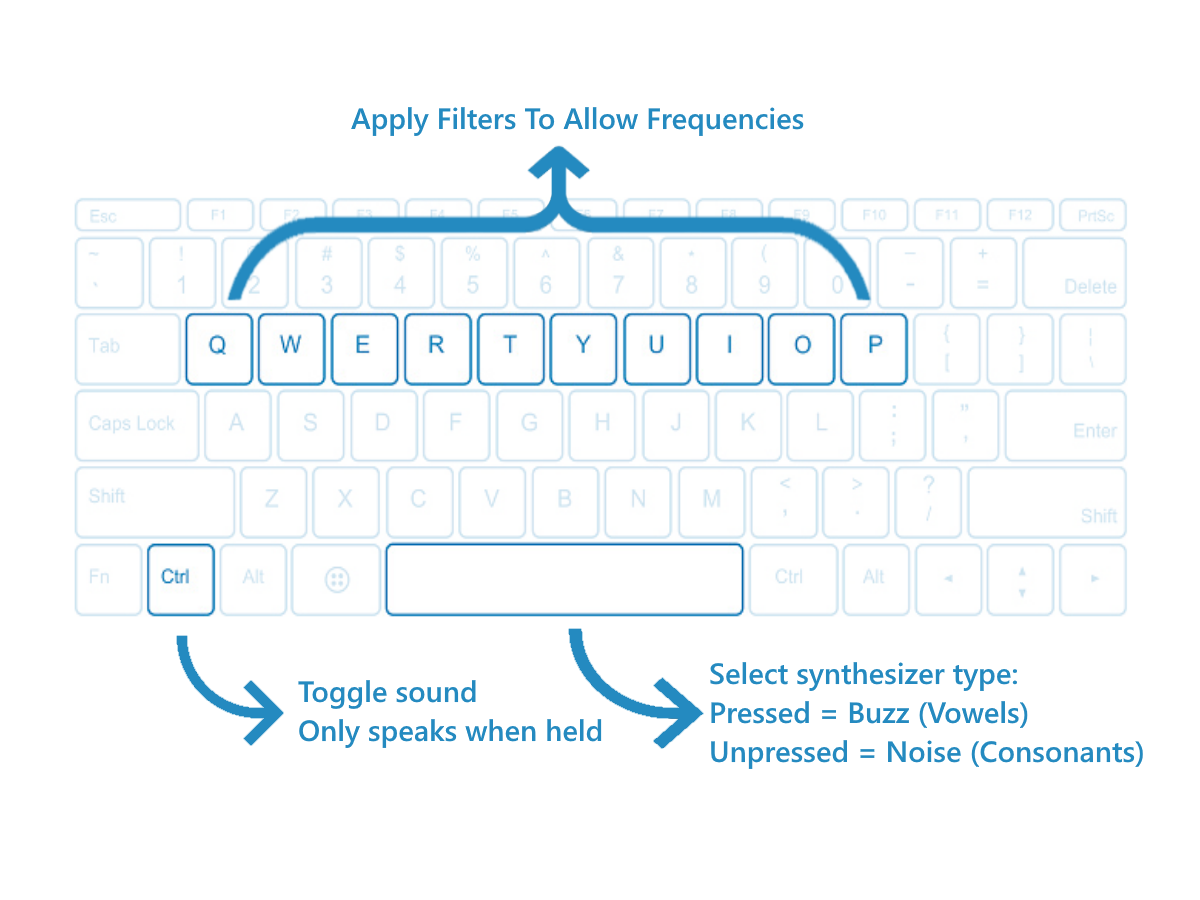 Apply Filters To Allow Frequencies
Esc F1 F2 F3 F4 F5 F6 F7 F8 F9 F10 F11 F12 PrtSc
~ ! # $ % ^ & • ( — +
` 1 2 3 4 5 6 7 8 9 0 - = Delete
Tab Q W E R T Y U I O P { [ } ] ¦ \
Caps Lock A S D F G H J K L : ; " ' Enter
Shift Z X C V B N M < , > . ? / Shift
Fn Ctrl Alt Ctrl Alt ◂ ▴ ▾ ▸
Toggle sound
Only speaks when held
Select synthesizer type:
Pressed = Buzz (Vowels)
Unpressed = Noise (Consonants)